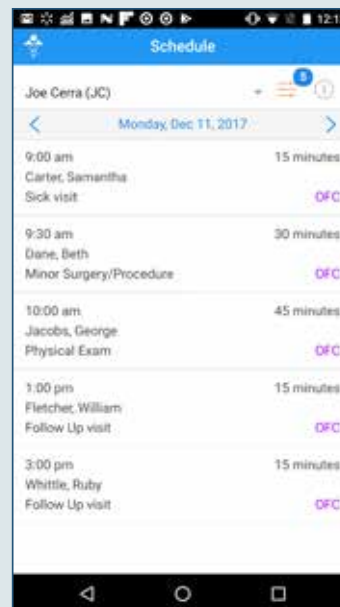 12:1
Schedule
5
Joe Cerra (JC)
Monday, Dec 11, 2017
9:00 am 15 minutes
Carter, Samantha
Sick visit OFC
9:30 am 30 minutes
Dane, Beth
Minor Surgery/Procedure OFC
10:00 am 45 minutes
Jacobs, George
Physical Exam OFC
1:00 pm 15 minutes
Fletcher, William
Follow Up visit OFC
3:00 pm 15 minutes
Whittle, Ruby
Follow Up visit OFC